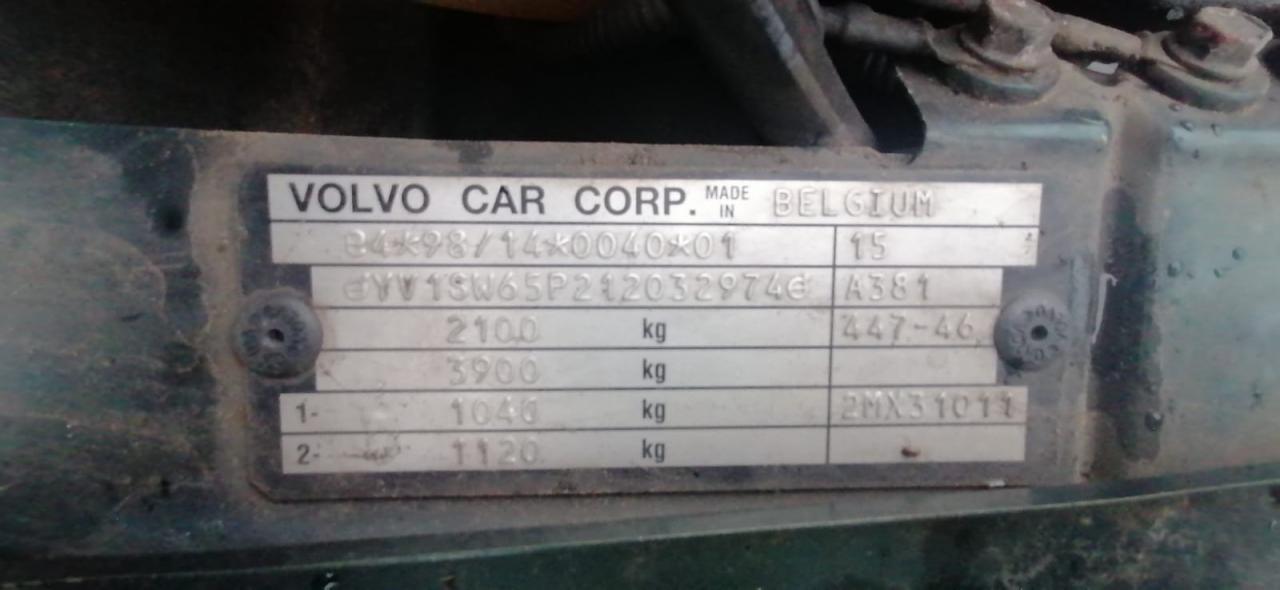 VOLVO CAR CORP. MADE IN BELGIUM
e4*98/14*0040*01 15
YV1SW65P212032974 A381
2100 kg 447-46
3900 kg
1- 1040 kg 2MX31011
2- 1120 kg